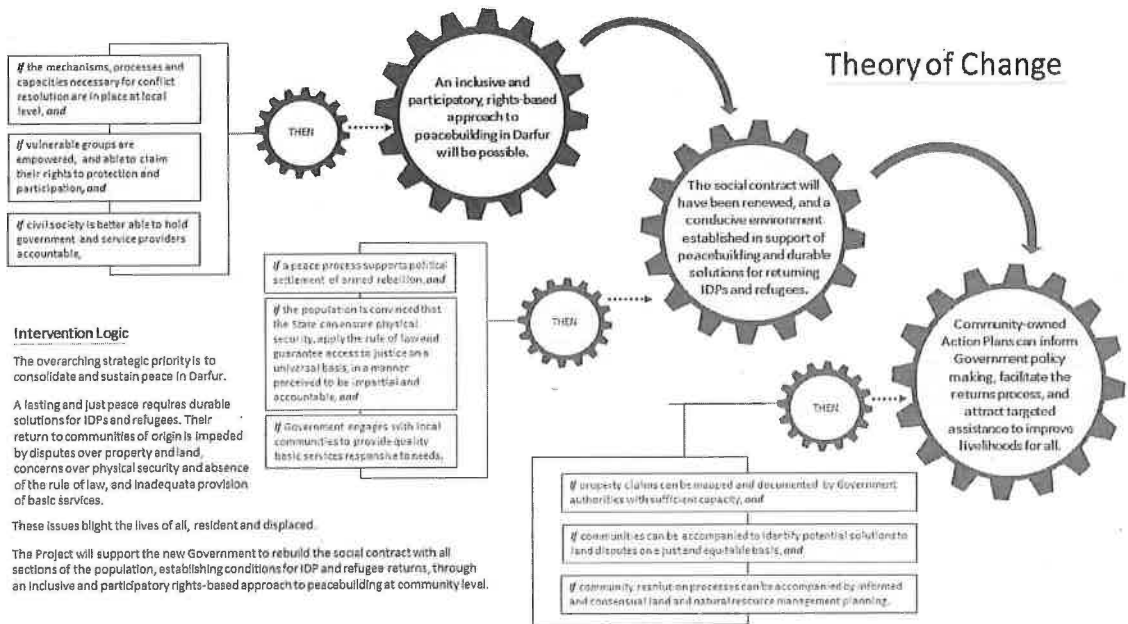 Theory of Change
If the mechanisms, processes and
capacities necessary for conflict
resolution are in place at local
level, and
If vulnerable groups are
empowered, and able to claim
their rights to protection and
participation, and
If civil society is better able to hold
government and service providers
accountable,
THEN
An inclusive and
participatory, rights-based
approach to
peacebuilding in Darfur
will be possible.
If a peace process supports political
settlement of armed rebellion, and
If the population is convinced that
the State can ensure physical
security, apply the rule of law and
guarantee access to justice on a
universal basis, in a manner
perceived to be impartial and
accountable, and
If Government engages with local
communities to provide quality
basic services responsive to needs,
THEN
The social contract will
have been renewed, and a
conducive environment
established in support of
peacebuilding and durable
solutions for returning
IDPs and refugees.
If property claims can be mapped and documented by Government
authorities with sufficient capacity, and
If communities can be accompanied to identify potential solutions to
land disputes on a just and equitable basis, and
If community resolution processes can be accompanied by informed
and consensual land and natural resource management planning,
THEN
Community-owned
Action Plans can inform
Government policy
making, facilitate the
returns process, and
attract targeted
assistance to improve
livelihoods for all.
Intervention Logic
The overarching strategic priority is to
consolidate and sustain peace in Darfur.
A lasting and just peace requires durable
solutions for IDPs and refugees. Their
return to communities of origin is impeded
by disputes over property and land,
concerns over physical security and absence
of the rule of law, and inadequate provision
of basic services.
These issues blight the lives of all, resident and displaced.
The Project will support the new Government to rebuild the social contract with all
sections of the population, establishing conditions for IDP and refugee returns, through
an inclusive and participatory rights-based approach to peacebuilding at community level.